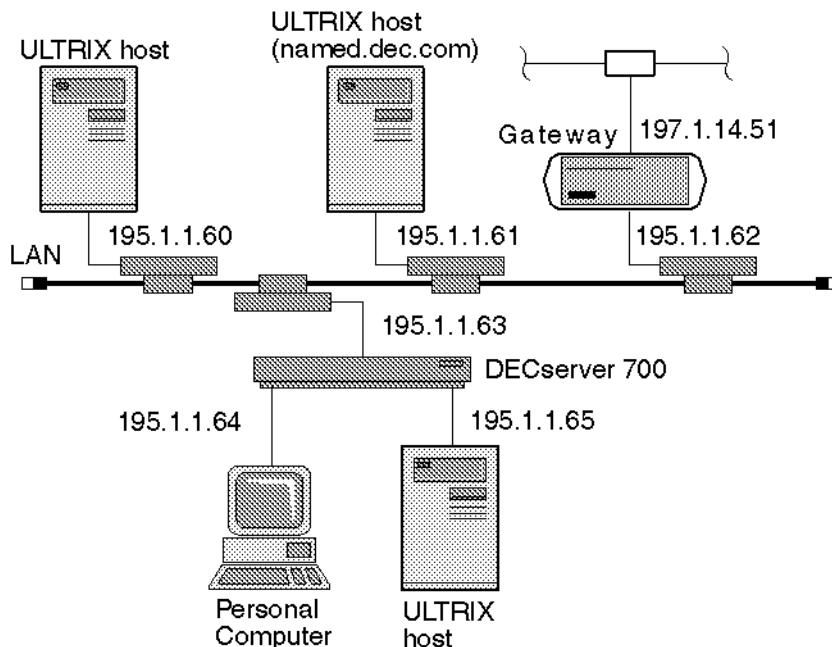 ULTRIX host
ULTRIX host
(named.dec.com)
Gateway
197.1.14.51
LAN
195.1.1.60
195.1.1.61
195.1.1.62
195.1.1.63
DECserver 700
195.1.1.64
195.1.1.65
Personal
Computer
ULTRIX
host